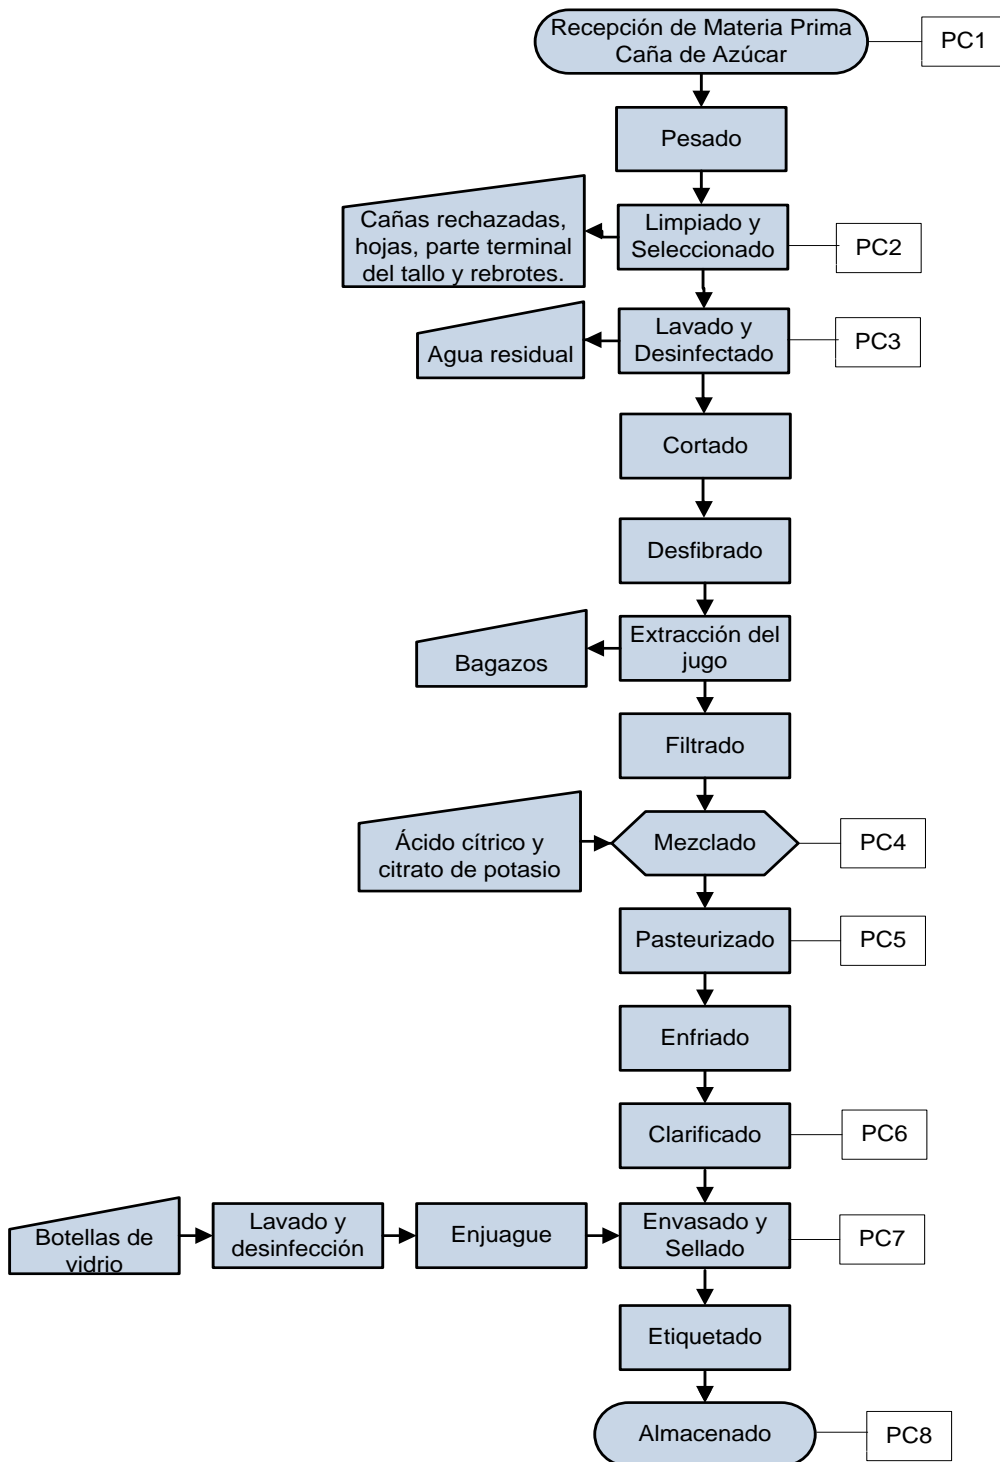 Recepción de Materia Prima
Caña de Azúcar
PC1
Pesado
Cañas rechazadas,
hojas, parte terminal
del tallo y rebrotes.
Limpiado y
Seleccionado
PC2
Agua residual
Lavado y
Desinfectado
PC3
Cortado
Desfibrado
Bagazos
Extracción del
jugo
Filtrado
Ácido cítrico y
citrato de potasio
Mezclado
PC4
Pasteurizado
PC5
Enfriado
Clarificado
PC6
Botellas de
vidrio
Lavado y
desinfección
Enjuague
Envasado y
Sellado
PC7
Etiquetado
Almacenado
PC8